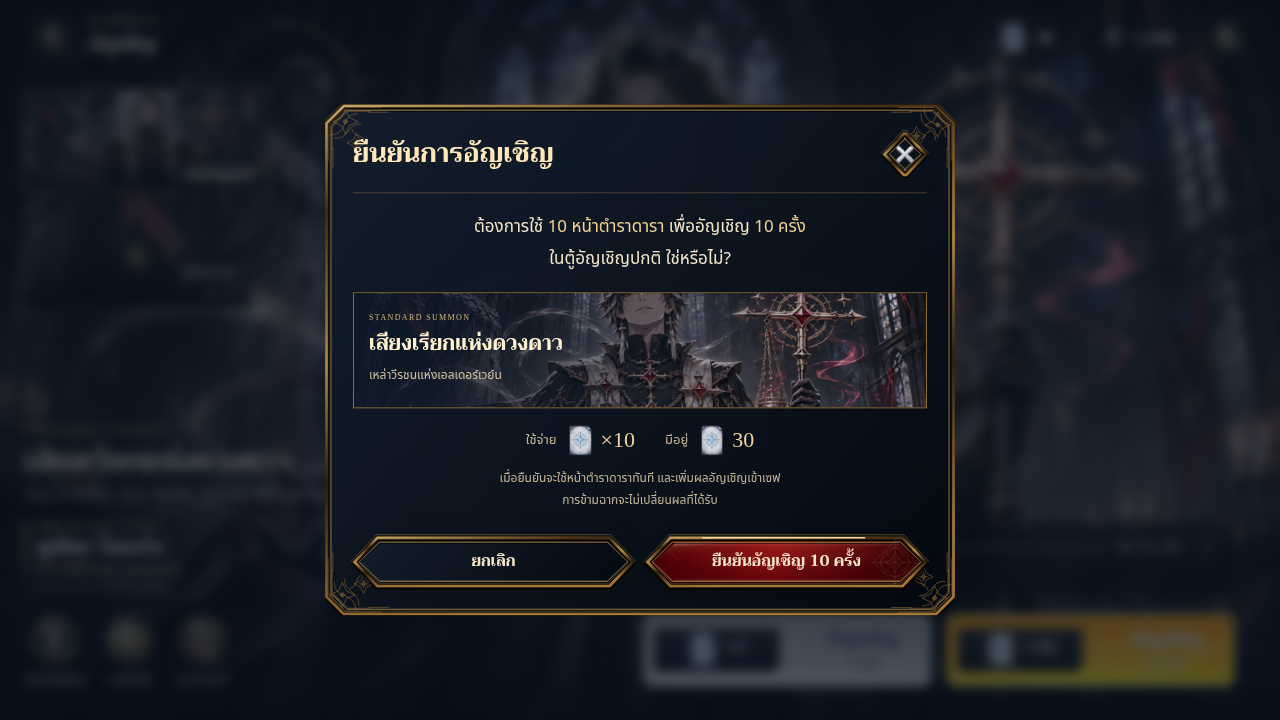 ยืนยันการอัญเชิญ
ต้องการใช้ 10 หน้าตำราดารา เพื่ออัญเชิญ 10 ครั้ง
ในตู้อัญเชิญปกติ ใช่หรือไม่?
STANDARD SUMMON
เสียงเรียกแห่งดวงดาว
เหล่าวีรชนแห่งเอลเดอร์เวย์น
ใช้จ่าย ×10 มีอยู่ 30
เมื่อยืนยันจะใช้หน้าตำราดาราทันที และเพิ่มผลอัญเชิญเข้าเซฟ
การข้ามฉากจะไม่เปลี่ยนผลที่ได้รับ
ยกเลิก
ยืนยันอัญเชิญ 10 ครั้ง